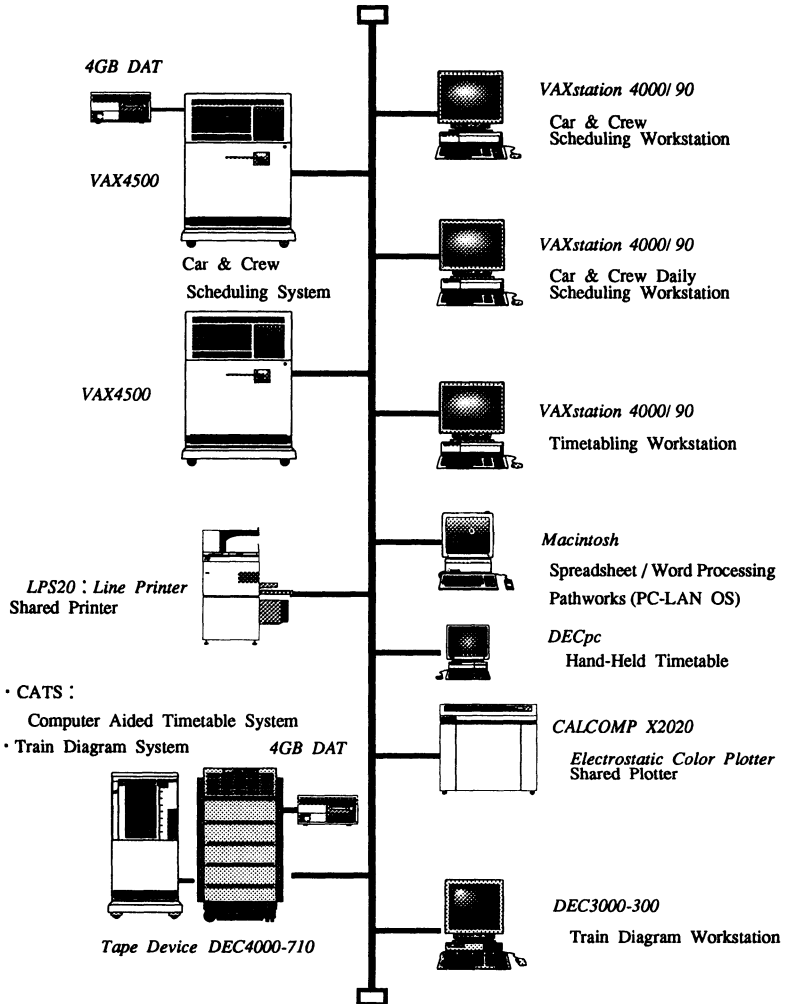 4GB DAT
VAX4500
Car & Crew
Scheduling System
VAX4500
LPS20 : Line Printer
Shared Printer
・CATS :
Computer Aided Timetable System
・Train Diagram System
4GB DAT
Tape Device DEC4000-710
VAXstation 4000/ 90
Car & Crew
Scheduling Workstation
VAXstation 4000/ 90
Car & Crew Daily
Scheduling Workstation
VAXstation 4000/ 90
Timetabling Workstation
Macintosh
Spreadsheet / Word Processing
Pathworks (PC-LAN OS)
DECpc
Hand-Held Timetable
CALCOMP X2020
Electrostatic Color Plotter
Shared Plotter
DEC3000-300
Train Diagram Workstation